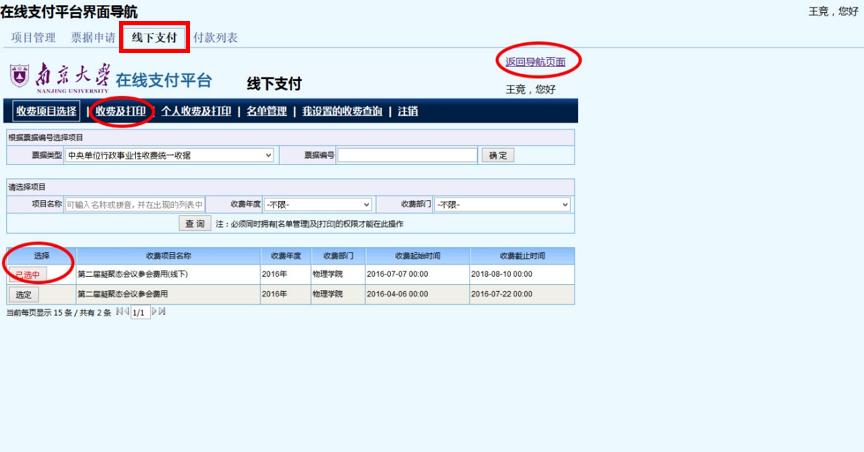 在线支付平台界面导航
王竞，您好
项目管理 票据申请 线下支付 付款列表
返回导航页面
南京大学 在线支付平台 线下支付
NANJING UNIVERSITY
王竞，您好
收费项目选择 | 收费及打印 | 个人收费及打印 | 名单管理 | 我设置的收费查询 | 注销
根据票据编号选择项目
票据类型 中央单位行政事业性收费统一收据 票据编号 确 定
请选择项目
项目名称 可输入名称或拼音，并在出现的列表中 收费年度 -不限- 收费部门 -不限-
查 询 注：必须同时拥有[名单管理]及[打印]的权限才能在此操作
选择 收费项目名称 收费年度 收费部门 收费起始时间 收费截止时间
已选中 第二届凝聚态会议参会费用(线下) 2016年 物理学院 2016-07-07 00:00 2018-08-10 00:00
选定 第二届凝聚态会议参会费用 2016年 物理学院 2016-04-06 00:00 2016-07-22 00:00
当前每页显示 15 条 / 共有 2 条 1/1